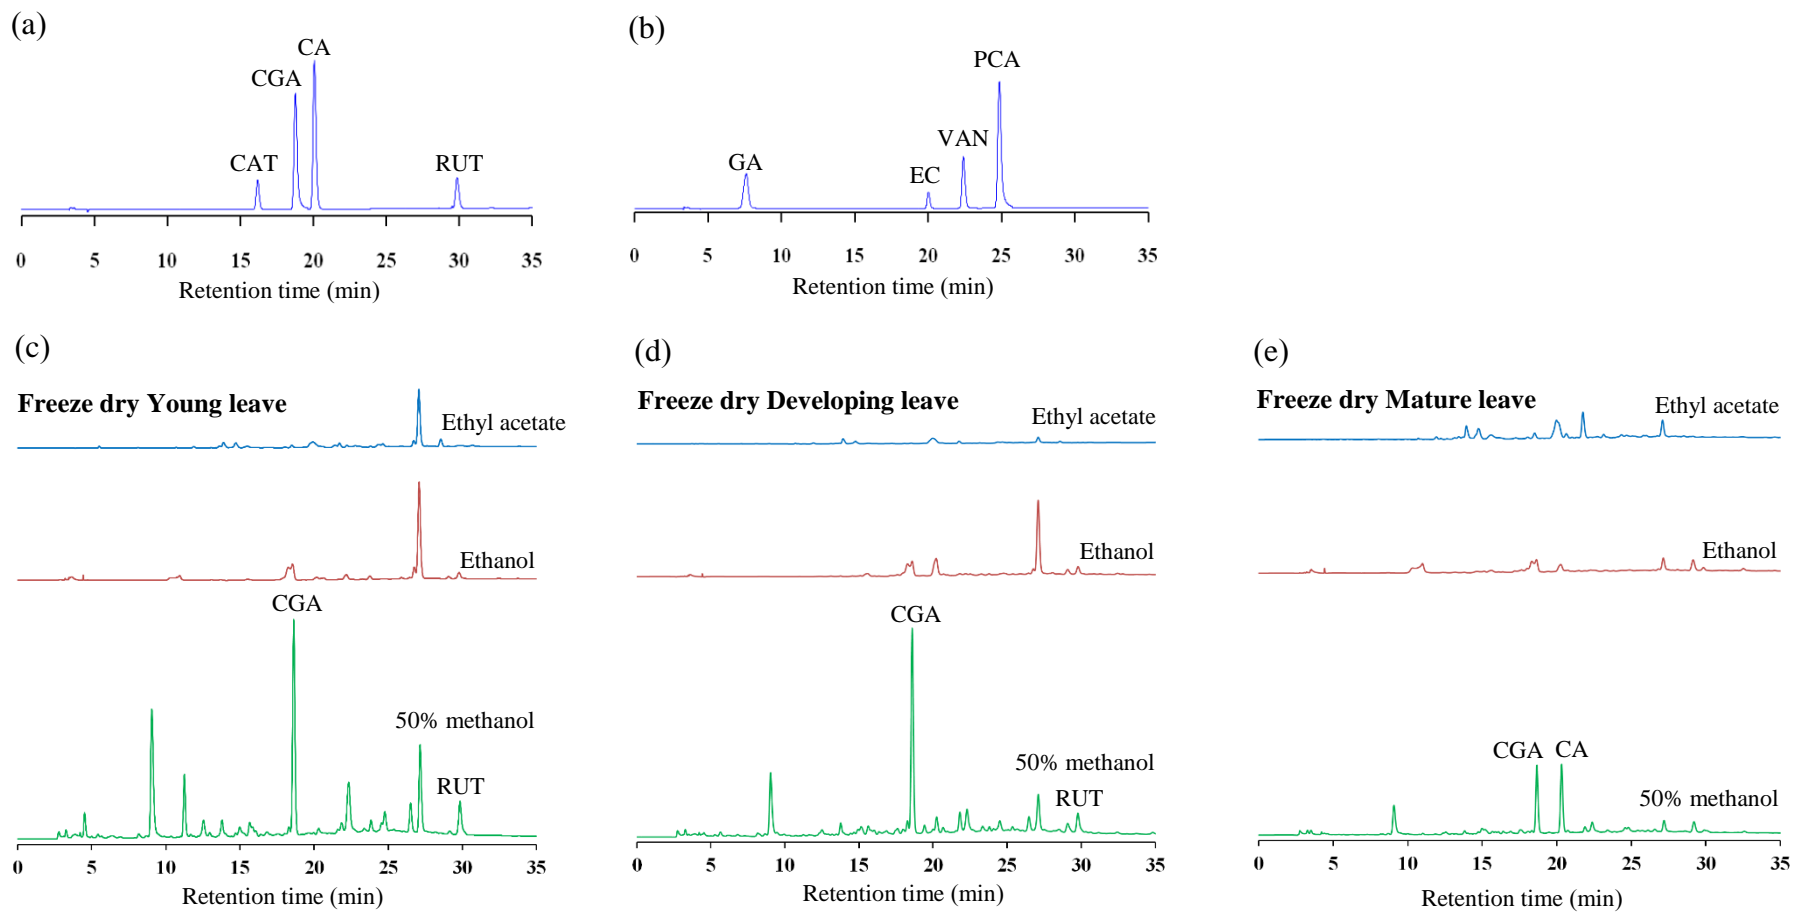 (a)
CA
CGA
CAT
RUT
0 5 10 15 20 25 30 35
Retention time (min)
(b)
PCA
VAN
GA
EC
0 5 10 15 20 25 30 35
Retention time (min)
(c)
Freeze dry Young leave
Ethyl acetate
Ethanol
CGA
50% methanol
RUT
0 5 10 15 20 25 30 35
Retention time (min)
(d)
Freeze dry Developing leave
Ethyl acetate
Ethanol
CGA
50% methanol
RUT
0 5 10 15 20 25 30 35
Retention time (min)
(e)
Freeze dry Mature leave
Ethyl acetate
Ethanol
CGA CA
50% methanol
0 5 10 15 20 25 30 35
Retention time (min)